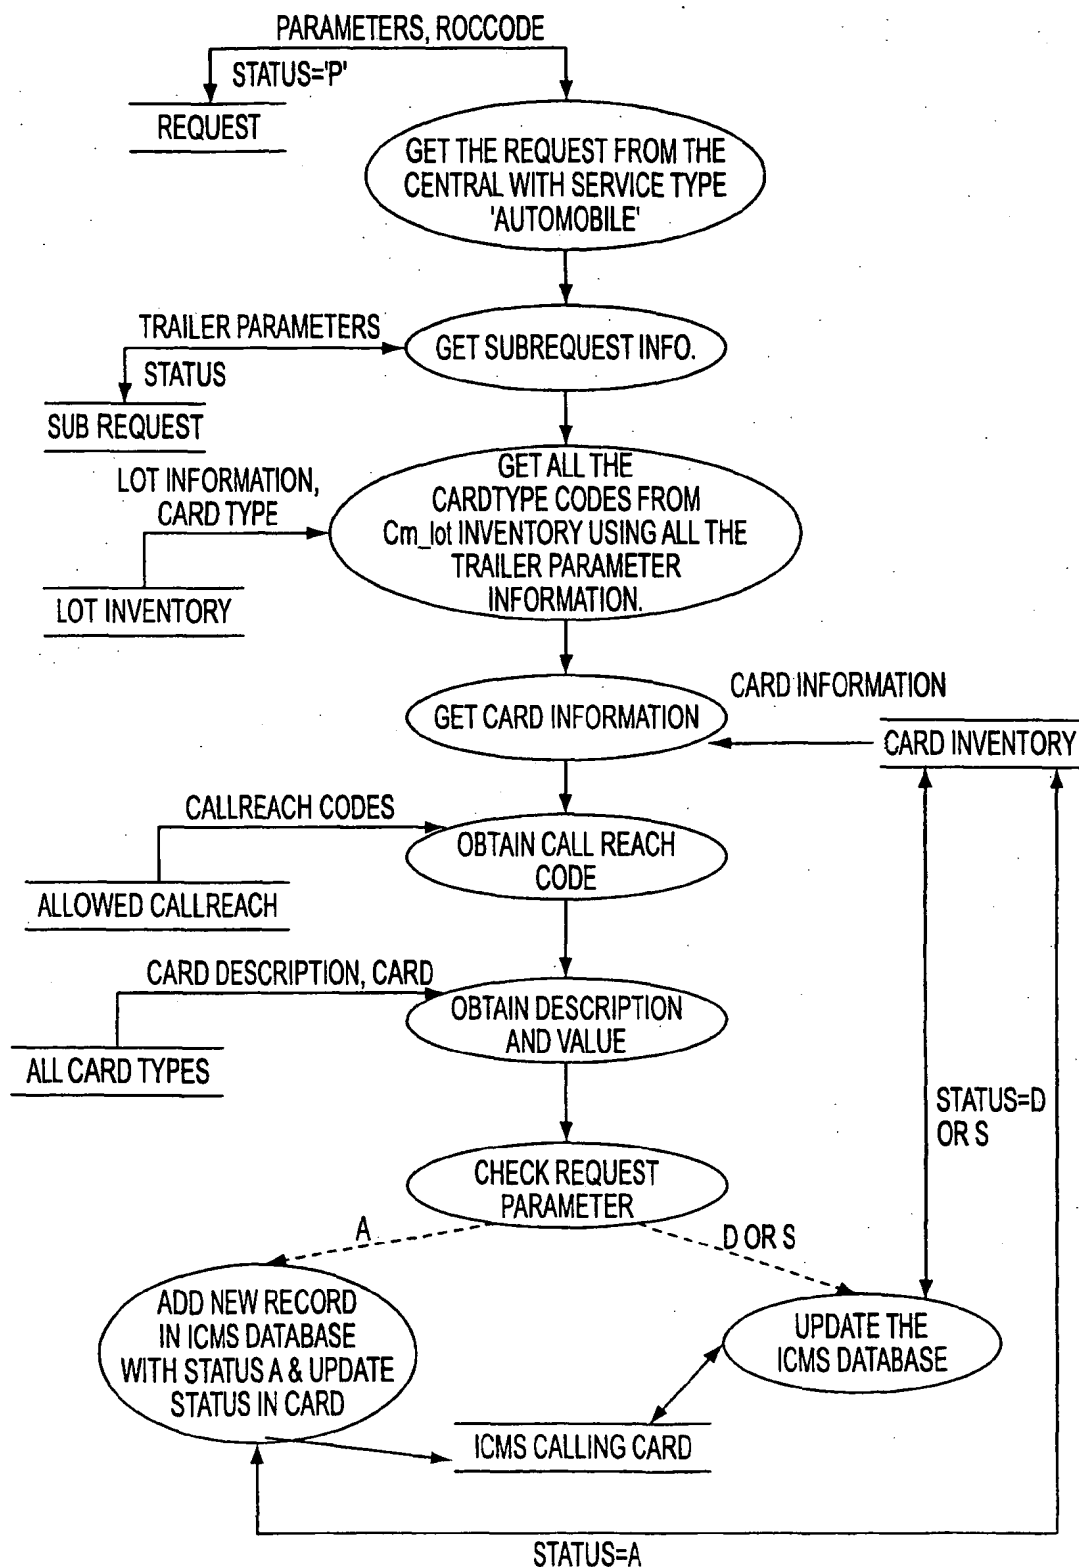 PARAMETERS, ROCCODE
STATUS='P'
REQUEST
GET THE REQUEST FROM THE
CENTRAL WITH SERVICE TYPE
'AUTOMOBILE'
TRAILER PARAMETERS
STATUS
SUB REQUEST
GET SUBREQUEST INFO.
LOT INFORMATION,
CARD TYPE
LOT INVENTORY
GET ALL THE
CARDTYPE CODES FROM
Cm_lot INVENTORY USING ALL THE
TRAILER PARAMETER
INFORMATION.
GET CARD INFORMATION
CARD INFORMATION
CARD INVENTORY
CALLREACH CODES
ALLOWED CALLREACH
OBTAIN CALL REACH
CODE
CARD DESCRIPTION, CARD
ALL CARD TYPES
OBTAIN DESCRIPTION
AND VALUE
STATUS=D
OR S
CHECK REQUEST
PARAMETER
A
D OR S
ADD NEW RECORD
IN ICMS DATABASE
WITH STATUS A & UPDATE
STATUS IN CARD
UPDATE THE
ICMS DATABASE
ICMS CALLING CARD
STATUS=A